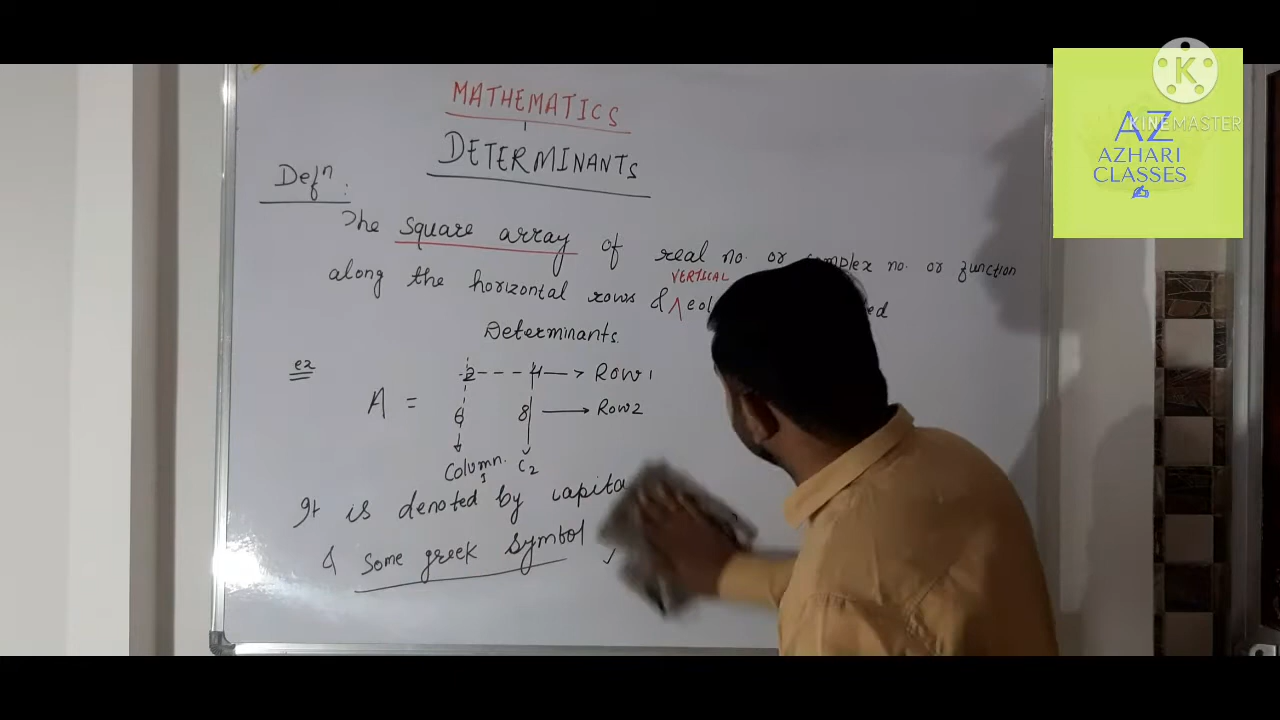 MATHEMATICS
DETERMINANTS
Defn:
The square array of real no. or complex no. or function
along the horizontal rows & VERTICAL
Determinants.
ex
A =
2 4 Row 1
6 8 Row2
Column. C2
It is denoted by
& some greek symbol
KINEMASTER
AZ
AZHARI
CLASSES